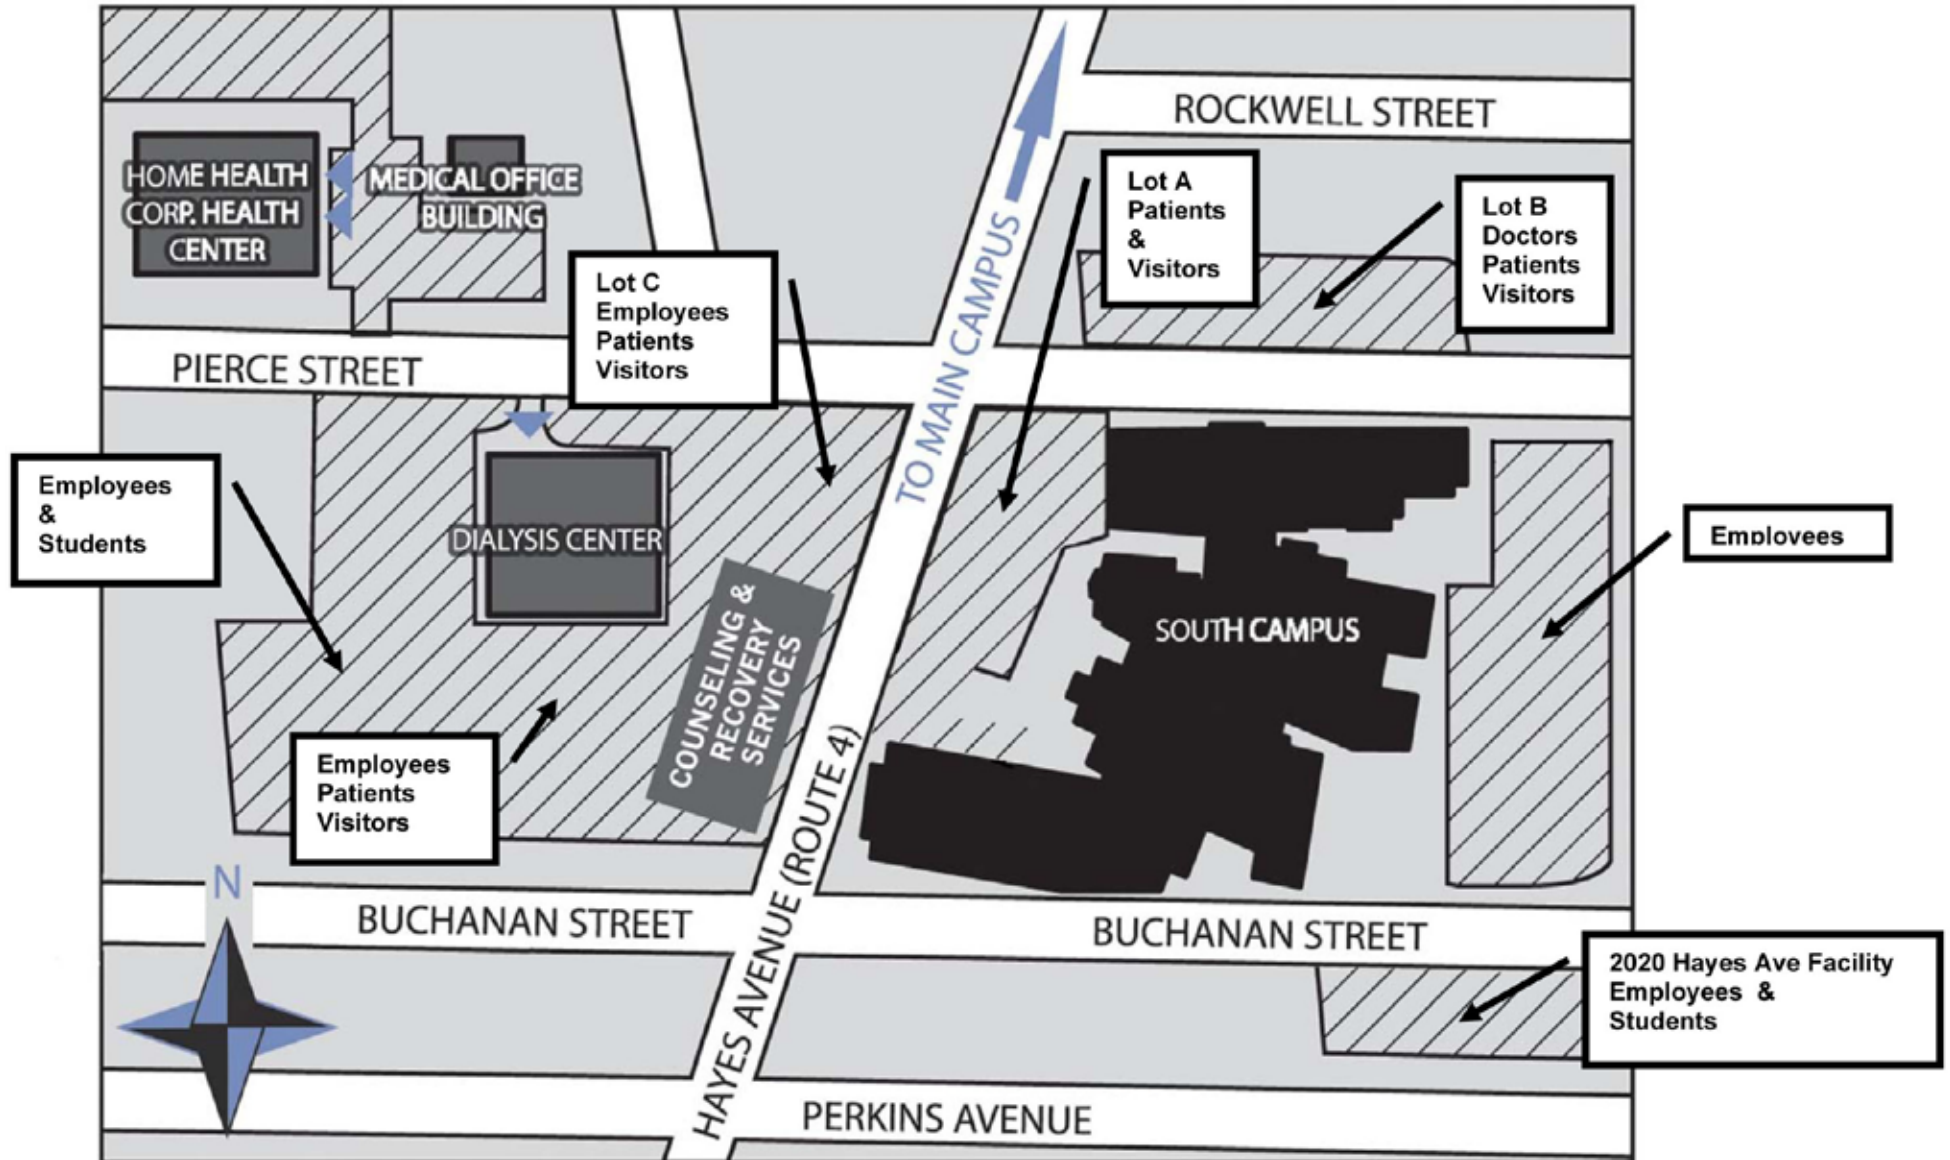 ROCKWELL STREET
HOME HEALTH
CORP. HEALTH
CENTER
MEDICAL OFFICE
BUILDING
Lot A
Patients
&
Visitors
Lot B
Doctors
Patients
Visitors
Lot C
Employees
Patients
Visitors
TO MAIN CAMPUS
PIERCE STREET
Employees
&
Students
DIALYSIS CENTER
Employees
COUNSELING &
RECOVERY
SERVICES
SOUTH CAMPUS
Employees
Patients
Visitors
HAYES AVENUE (ROUTE 4)
N
BUCHANAN STREET
BUCHANAN STREET
2020 Hayes Ave Facility
Employees &
Students
PERKINS AVENUE